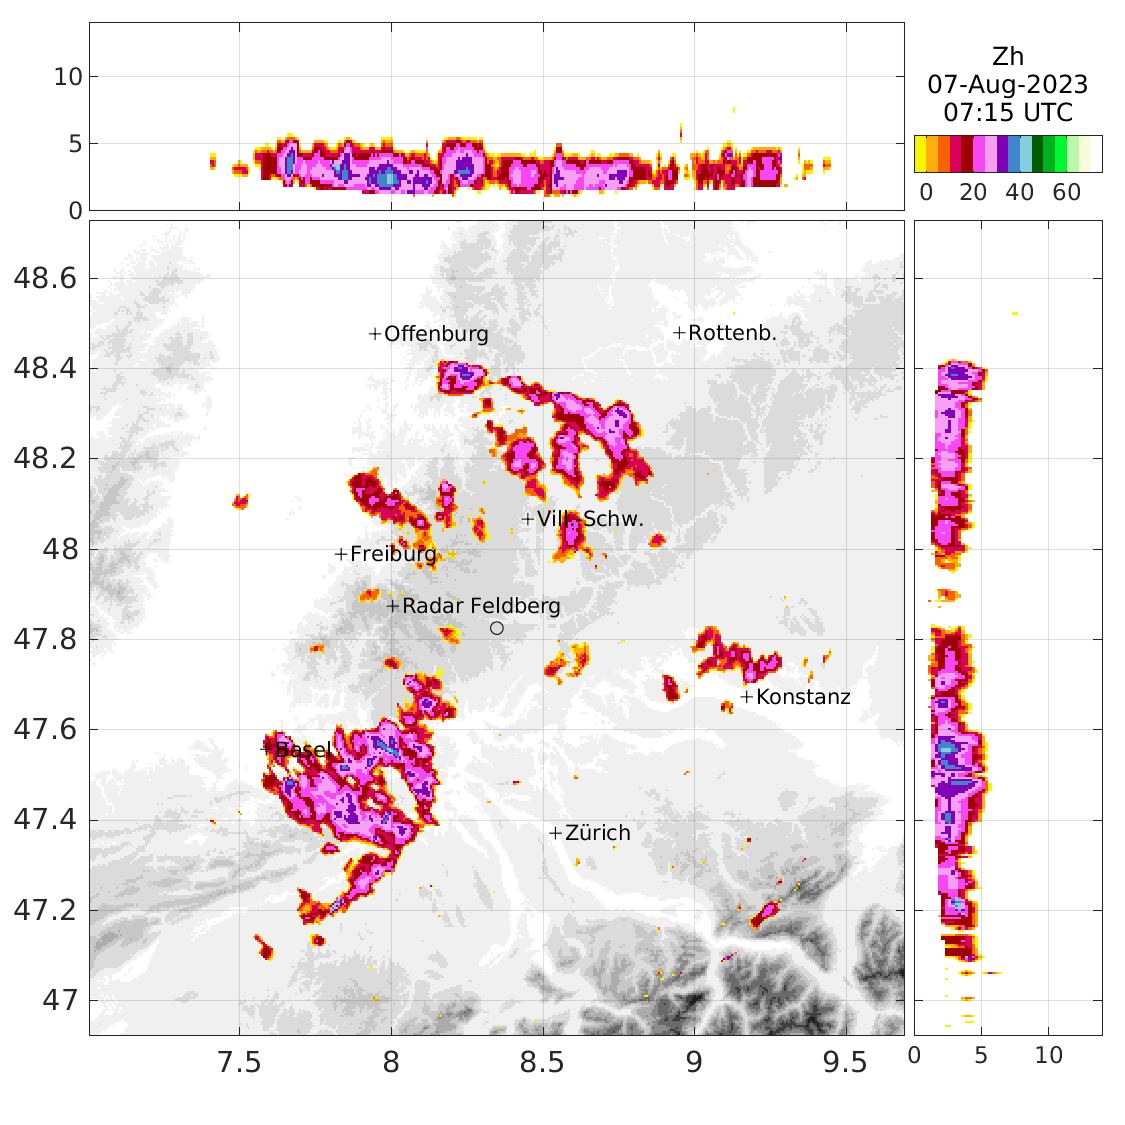 Zh
07-Aug-2023
07:15 UTC
10
5
0
0 20 40 60
48.6
48.4
48.2
48
47.8
47.6
47.4
47.2
47
+Offenburg
+Rottenb.
+Vill.-Schw.
+Freiburg
+Radar Feldberg
+Konstanz
+Basel
+Zürich
7.5 8 8.5 9 9.5
0 5 10